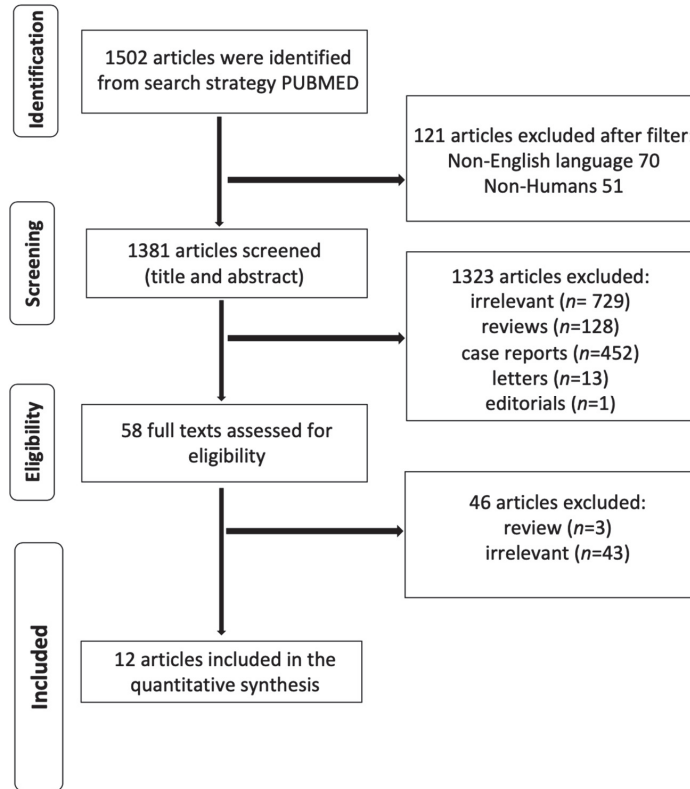 Identification
1502 articles were identified
from search strategy PUBMED
121 articles excluded after filter:
Non-English language 70
Non-Humans 51
Screening
1381 articles screened
(title and abstract)
1323 articles excluded:
irrelevant (n= 729)
reviews (n=128)
case reports (n=452)
letters (n=13)
editorials (n=1)
Eligibility
58 full texts assessed for
eligibility
46 articles excluded:
review (n=3)
irrelevant (n=43)
Included
12 articles included in the
quantitative synthesis